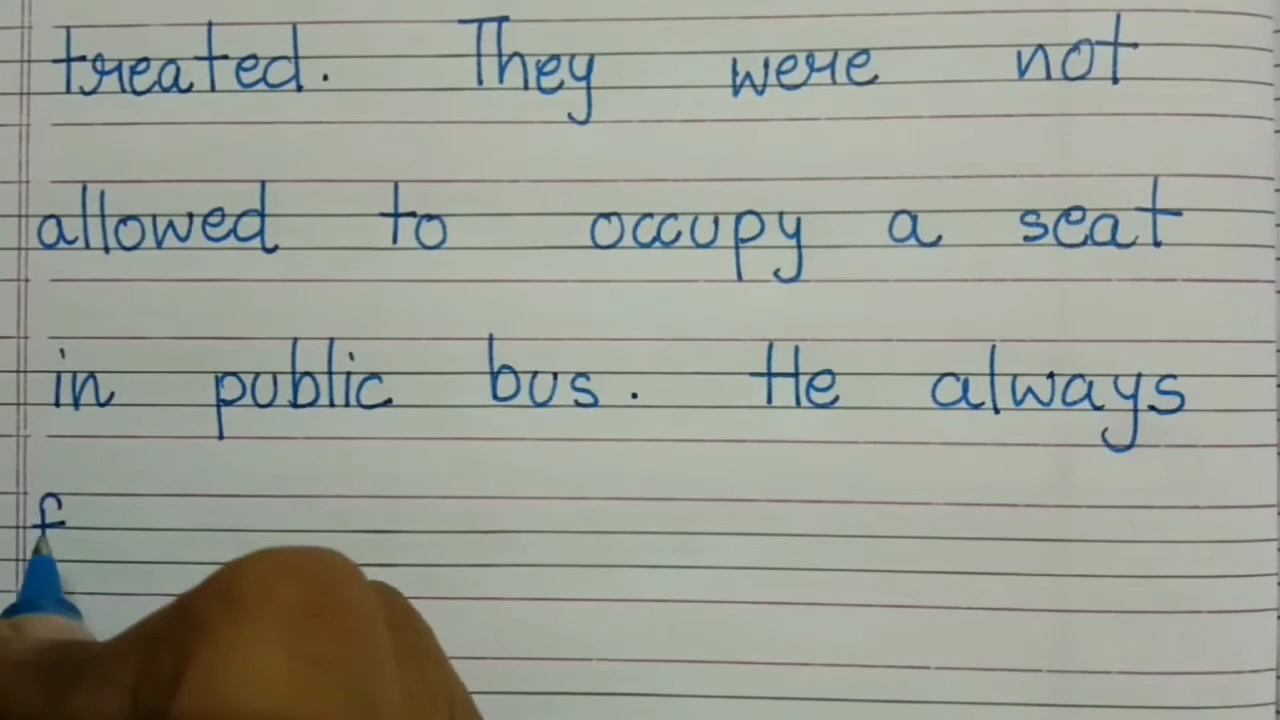 treated. They were not
allowed to occupy a seat
in public bus. He always
f